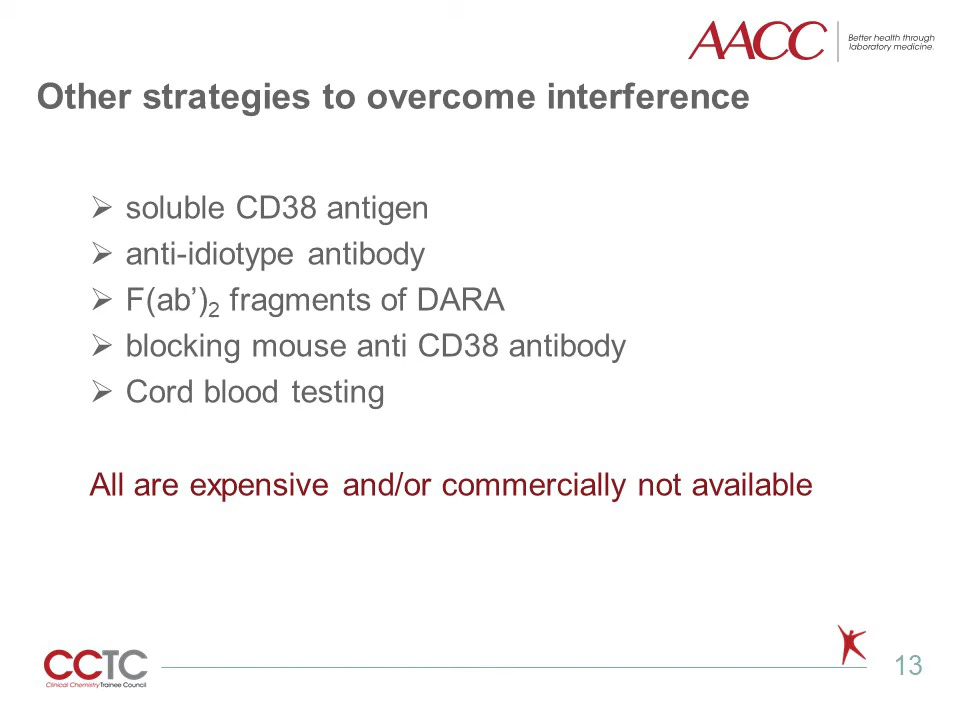 AACC
Better health through
laboratory medicine.
Other strategies to overcome interference
➢ soluble CD38 antigen
➢ anti-idiotype antibody
➢ F(ab’)₂ fragments of DARA
➢ blocking mouse anti CD38 antibody
➢ Cord blood testing
All are expensive and/or commercially not available
CCTC
Clinical Chemistry Trainee Council
13